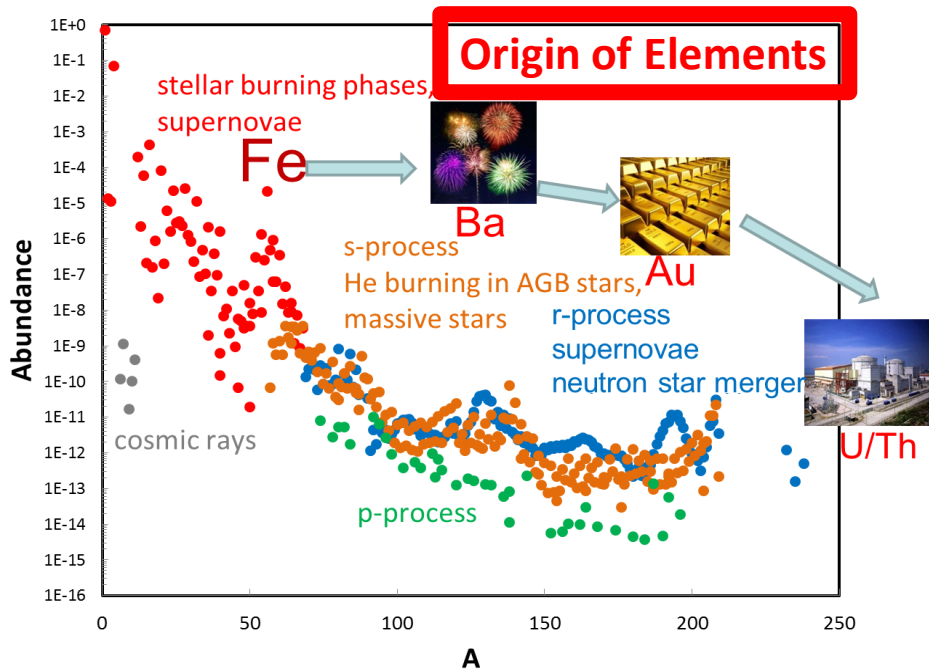 Origin of Elements
stellar burning phases,
supernovae
Fe
Ba
Au
U/Th
s-process
He burning in AGB stars,
massive stars
r-process
supernovae
neutron star merger
cosmic rays
p-process
Abundance
1E+0
1E-1
1E-2
1E-3
1E-4
1E-5
1E-6
1E-7
1E-8
1E-9
1E-10
1E-11
1E-12
1E-13
1E-14
1E-15
1E-16
0
50
100
150
200
250
A